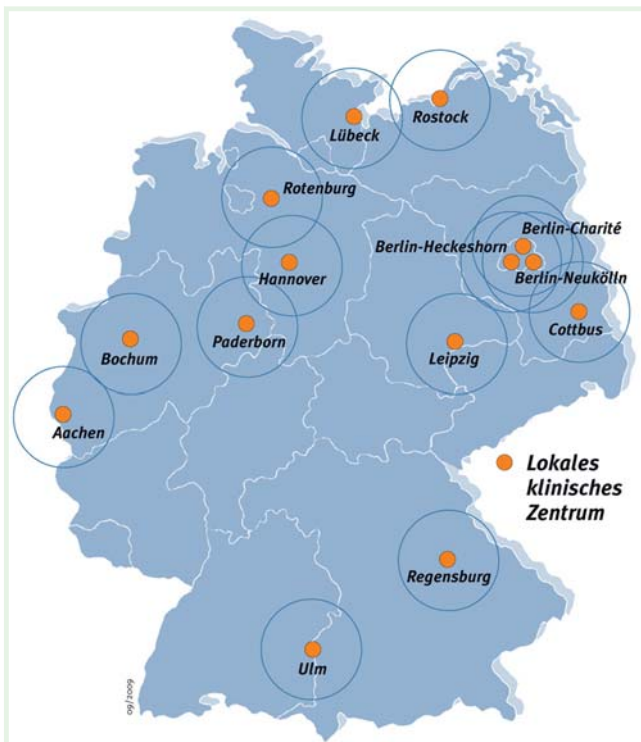 Rostock
Lübeck
Rotenburg
Berlin-Charité
Berlin-Heckeshorn
Hannover
Berlin-Neukölln
Cottbus
Paderborn
Bochum
Leipzig
Aachen
Lokales
klinisches
Zentrum
Regensburg
Ulm
09/2009